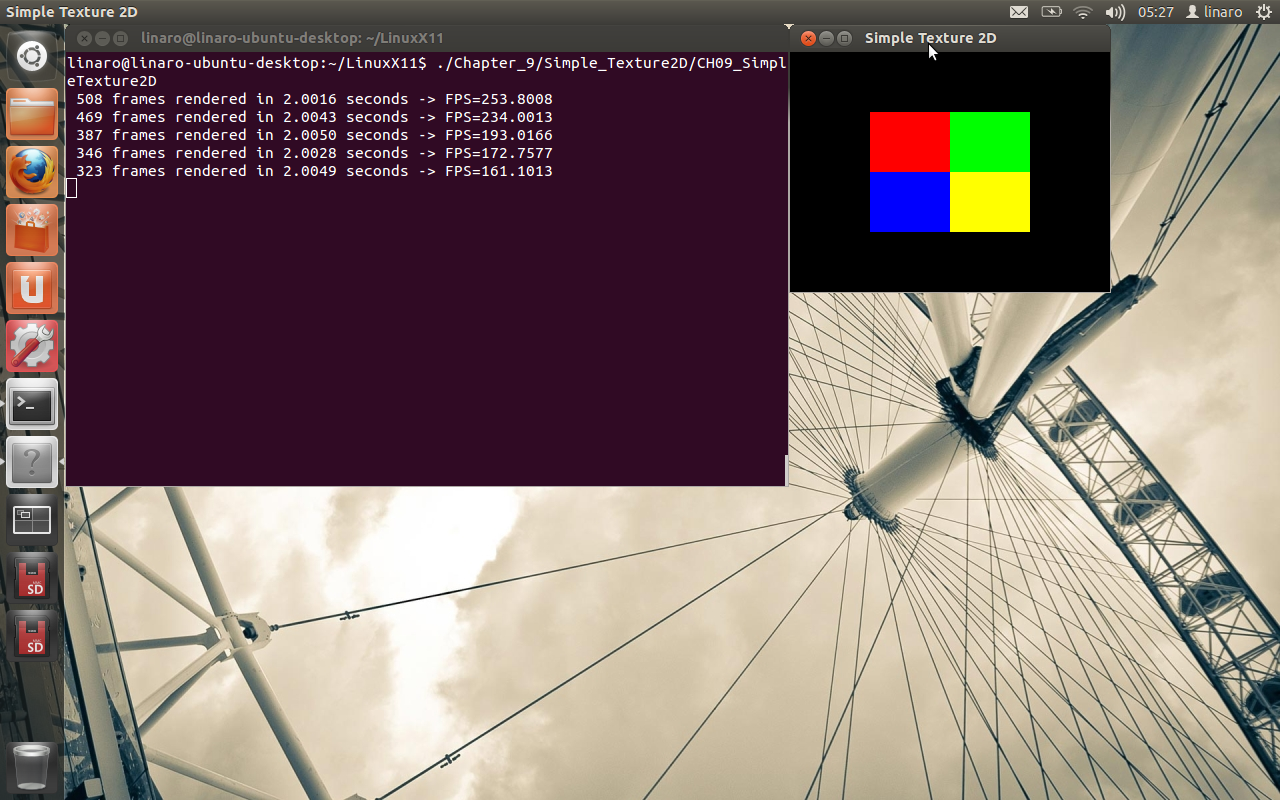 Simple Texture 2D
05:27 linaro
linaro@linaro-ubuntu-desktop: ~/LinuxX11
Simple Texture 2D
linaro@linaro-ubuntu-desktop:~/LinuxX11$ ./Chapter_9/Simple_Texture2D/CH09_Simpl
eTexture2D
508 frames rendered in 2.0016 seconds -> FPS=253.8008
469 frames rendered in 2.0043 seconds -> FPS=234.0013
387 frames rendered in 2.0050 seconds -> FPS=193.0166
346 frames rendered in 2.0028 seconds -> FPS=172.7577
323 frames rendered in 2.0049 seconds -> FPS=161.1013
U
>_
?
SD
SD